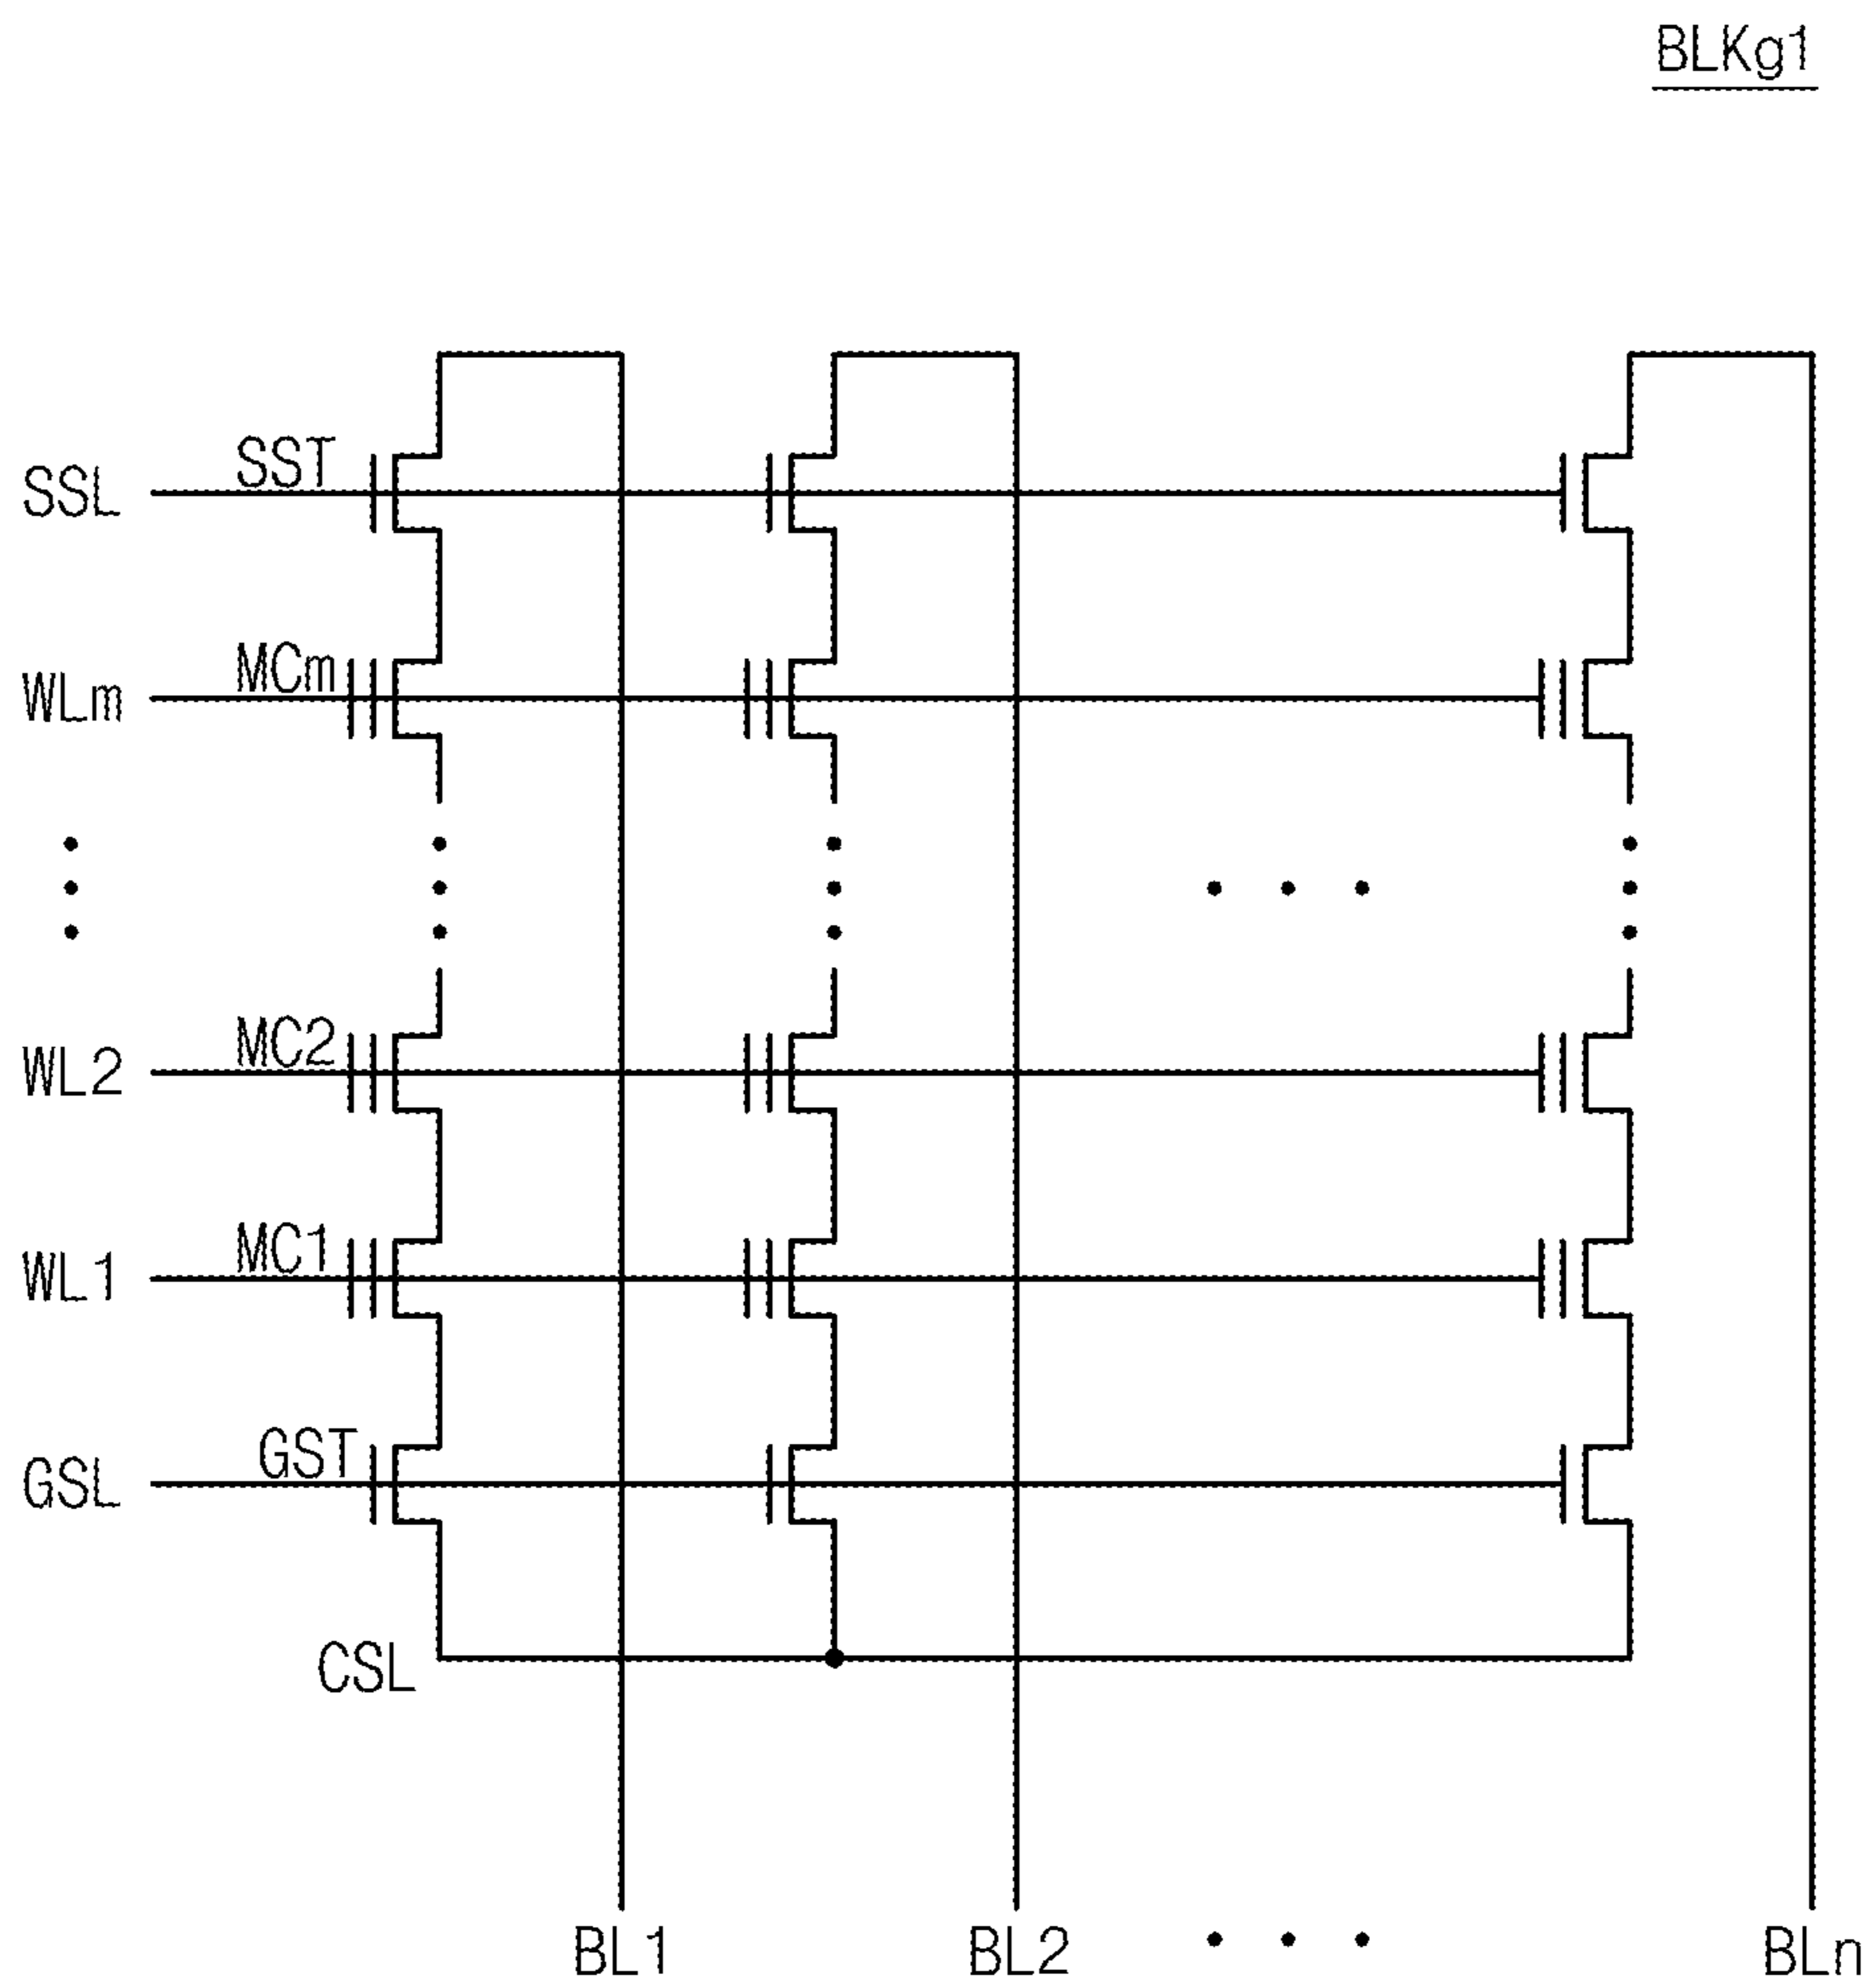 BLKg1
SST
SSL
MCm
WLm
MC2
WL2
MC1
WL1
GST
GSL
CSL
BL1 BL2 BLn